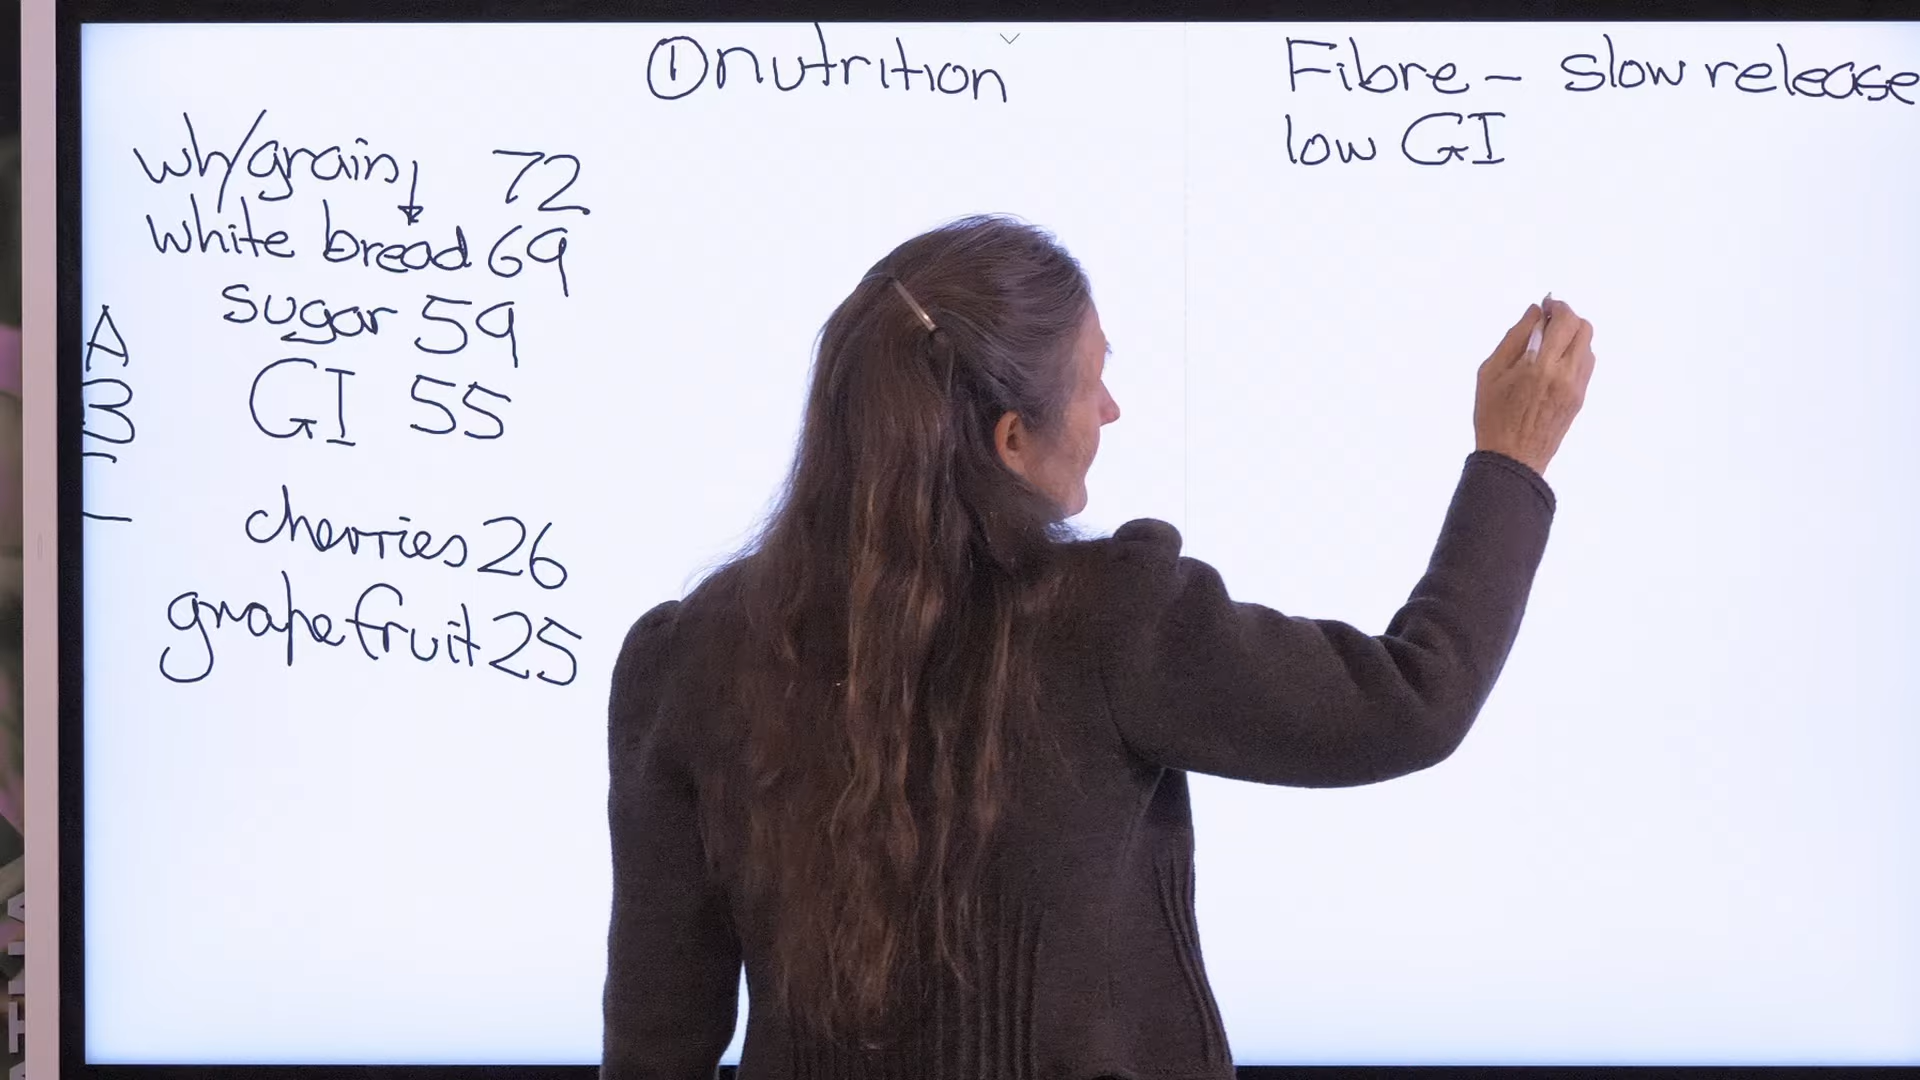 ① nutrition
Fibre - slow release
low GI
wh/grain 72
white bread 69
sugar 59
GI 55
cherries 26
grapefruit 25
A
B